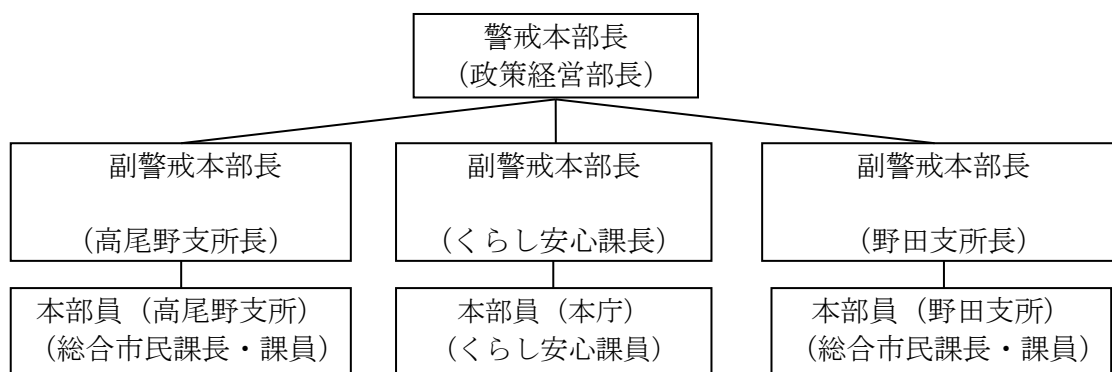 警戒本部長
（政策経営部長）
副警戒本部長
（高尾野支所長）
副警戒本部長
（くらし安心課長）
副警戒本部長
（野田支所長）
本部員（高尾野支所）
（総合市民課長・課員）
本部員（本庁）
（くらし安心課員）
本部員（野田支所）
（総合市民課長・課員）